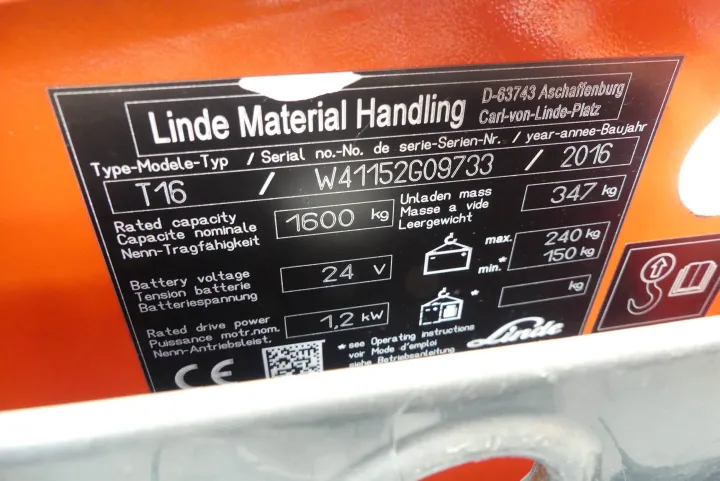 Linde Material Handling
D-63743 Aschaffenburg
Carl-von-Linde-Platz
Type-Modele-Typ / Serial no.-No. de serie-Serien-Nr. / year-annee-Baujahr
T16 / W41152G09733 / 2016
Rated capacity
Capacite nominale
Nenn-Tragfähigkeit
1600 kg
Unladen mass
Masse a vide
Leergewicht
347 kg
Battery voltage
Tension batterie
Batteriespannung
24 V
max. 240 kg
min.* 150 kg
Rated drive power
Puissance motr.nom.
Nenn-Antriebsleist.
1,2 kW
* kg
*see Operating instructions
voir Mode d'emploi
siehe Betriebsanleitung
Linde
CE